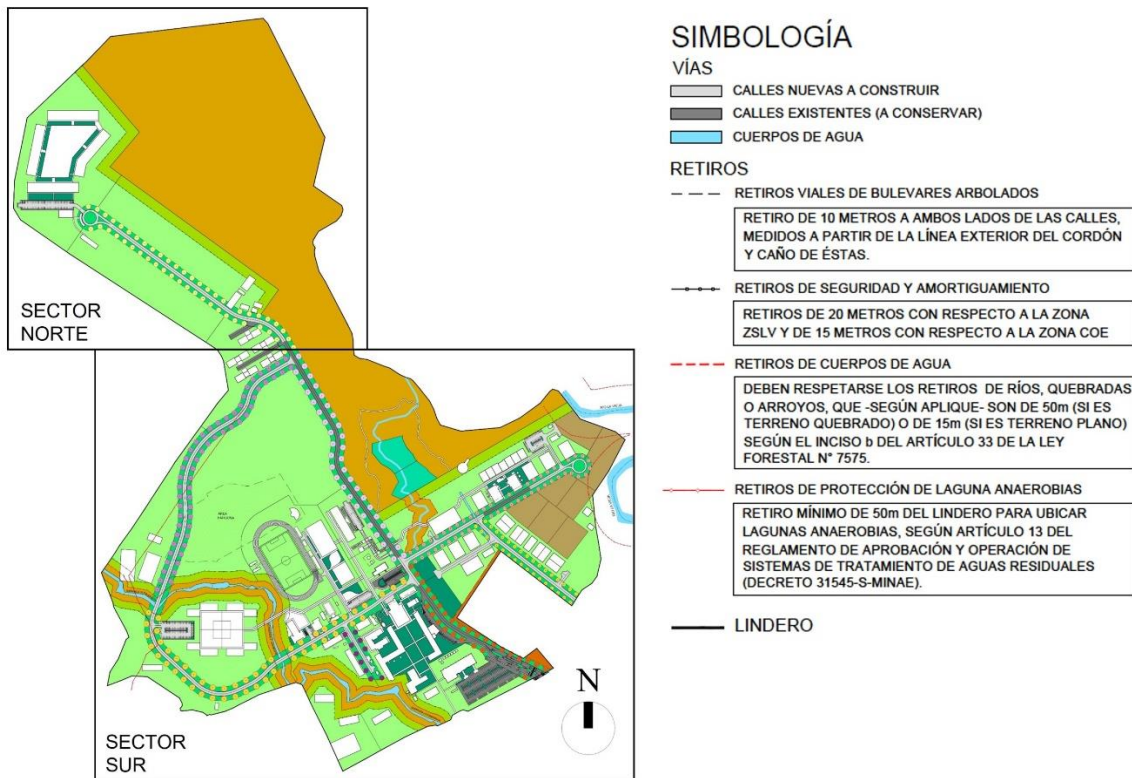 SECTOR
NORTE
SECTOR
SUR
N
SIMBOLOGÍA
VÍAS
CALLES NUEVAS A CONSTRUIR
CALLES EXISTENTES (A CONSERVAR)
CUERPOS DE AGUA
RETIROS
RETIROS VIALES DE BULEVARES ARBOLADOS
RETIRO DE 10 METROS A AMBOS LADOS DE LAS CALLES,
MEDIDOS A PARTIR DE LA LÍNEA EXTERIOR DEL CORDÓN
Y CAÑO DE ÉSTAS.
RETIROS DE SEGURIDAD Y AMORTIGUAMIENTO
RETIROS DE 20 METROS CON RESPECTO A LA ZONA
ZSLV Y DE 15 METROS CON RESPECTO A LA ZONA COE
RETIROS DE CUERPOS DE AGUA
DEBEN RESPETARSE LOS RETIROS DE RÍOS, QUEBRADAS
O ARROYOS, QUE -SEGÚN APLIQUE- SON DE 50m (SI ES
TERRENO QUEBRADO) O DE 15m (SI ES TERRENO PLANO)
SEGÚN EL INCISO b DEL ARTÍCULO 33 DE LA LEY
FORESTAL N° 7575.
RETIROS DE PROTECCIÓN DE LAGUNA ANAEROBIAS
RETIRO MÍNIMO DE 50m DEL LINDERO PARA UBICAR
LAGUNAS ANAEROBIAS, SEGÚN ARTÍCULO 13 DEL
REGLAMENTO DE APROBACIÓN Y OPERACIÓN DE
SISTEMAS DE TRATAMIENTO DE AGUAS RESIDUALES
(DECRETO 31545-S-MINAE).
LINDERO